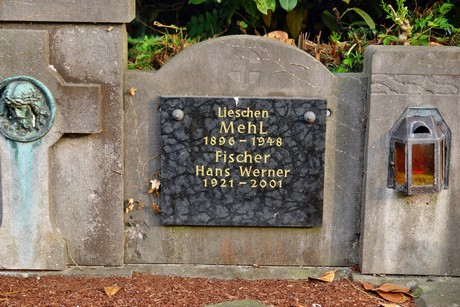 Lieschen
Mehl
1896-1948
Fischer
Hans Werner
1921-2001